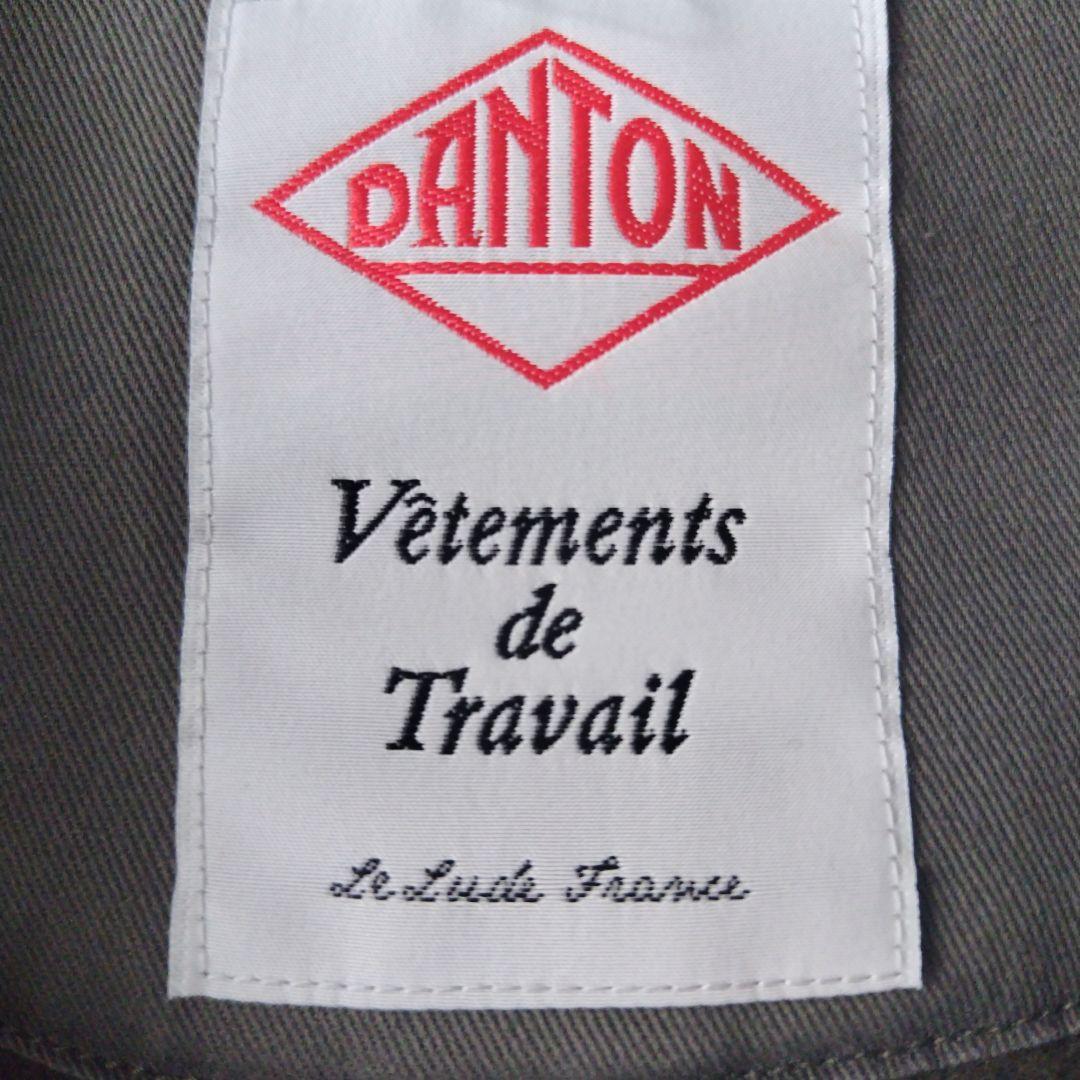 DANTON
Vêtements
de
Travail
Le Lude France